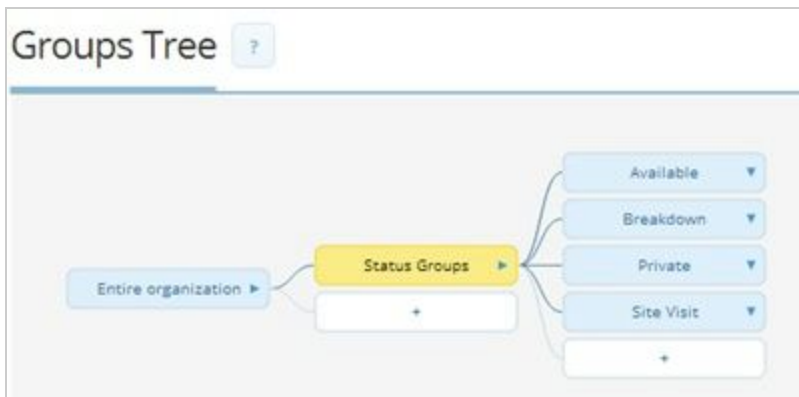 Groups Tree ?
Available ▼
Breakdown ▼
Status Groups ▶
Private ▼
Entire organization ▶
+
Site Visit ▼
+